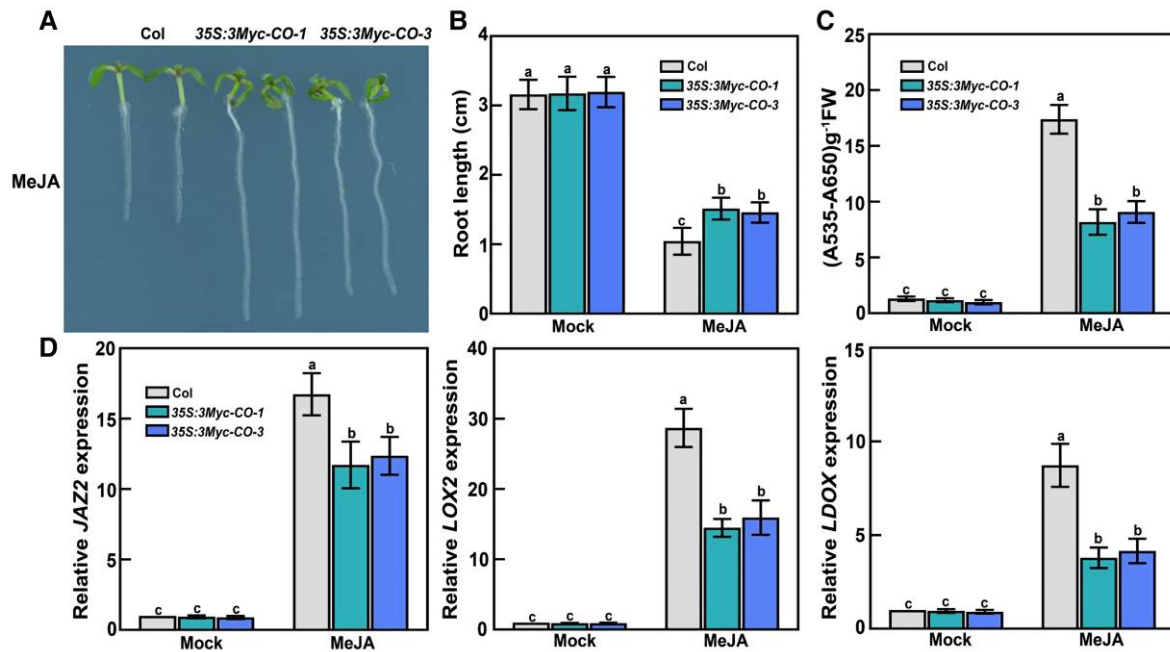 A
Col 35S:3Myc-CO-1 35S:3Myc-CO-3
MeJA
B
Root length (cm)
4
3
2
1
0
a a a
c b b
Col
35S:3Myc-CO-1
35S:3Myc-CO-3
Mock MeJA
C
(A535-A650)g⁻¹FW
25
20
15
10
5
0
c c c
a b b
Col
35S:3Myc-CO-1
35S:3Myc-CO-3
Mock MeJA
D
Relative JAZ2 expression
20
15
10
5
0
c c c
a b b
Col
35S:3Myc-CO-1
35S:3Myc-CO-3
Mock MeJA
Relative LOX2 expression
40
30
20
10
0
c c c
a b b
Mock MeJA
Relative LDOX expression
15
10
5
0
c c c
a b b
Mock MeJA